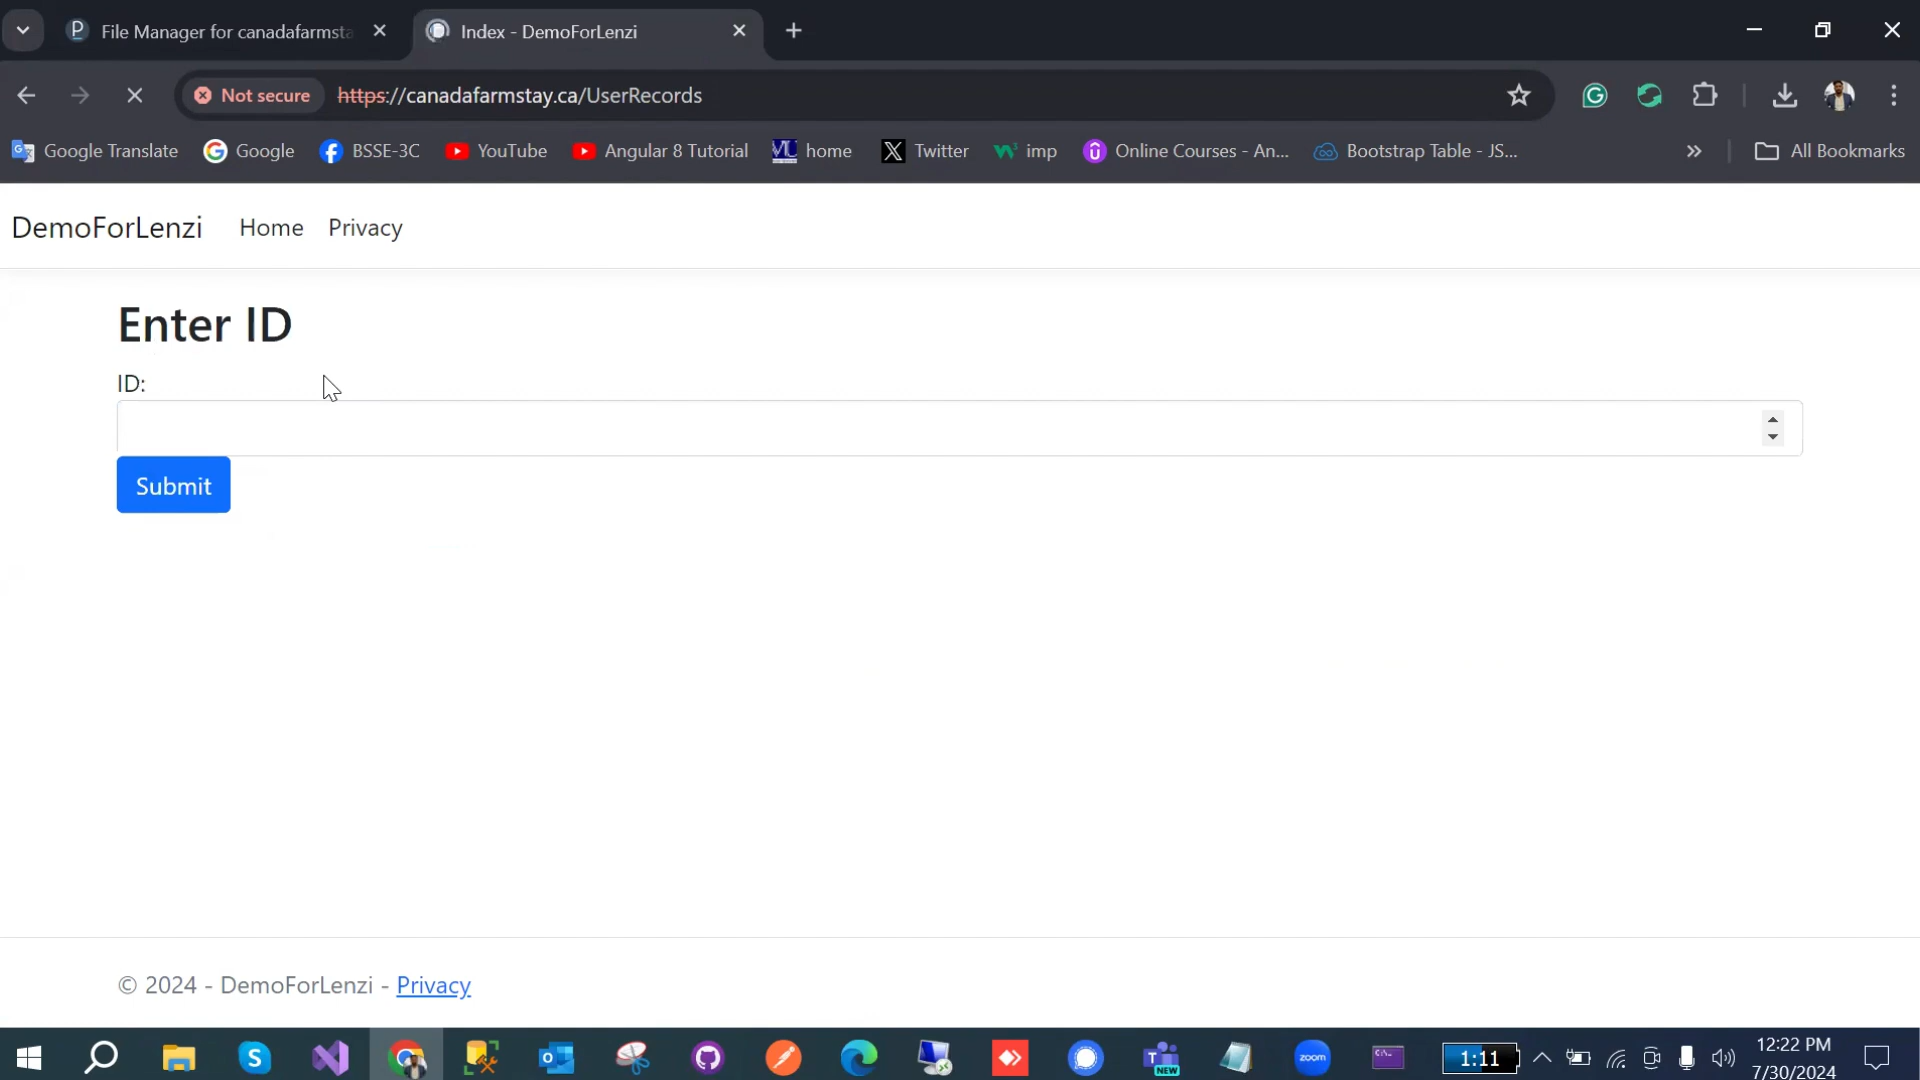 File Manager for canadafarmsta
Index - DemoForLenzi
Not secure
https://canadafarmstay.ca/UserRecords
Google Translate
Google
BSSE-3C
YouTube
Angular 8 Tutorial
home
Twitter
imp
Online Courses - An...
Bootstrap Table - JS...
»
All Bookmarks
DemoForLenzi
Home
Privacy
Enter ID
ID:
Submit
© 2024 - DemoForLenzi - Privacy
NEW
zoom
1:11
12:22 PM
7/30/2024